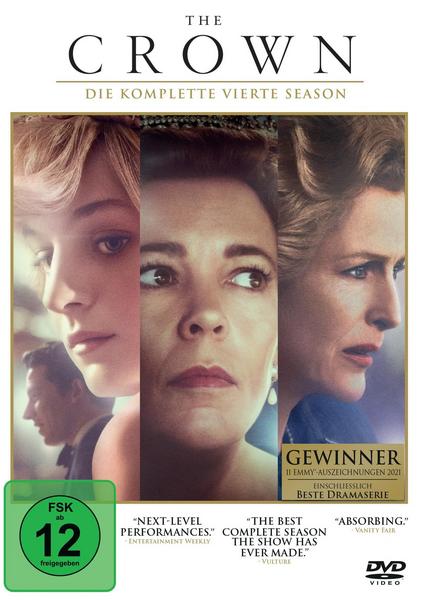 THE
CROWN
DIE KOMPLETTE VIERTE SEASON
GEWINNER
11 EMMY®-AUSZEICHNUNGEN 2021
EINSCHLIESSLICH
BESTE DRAMASERIE
FSK
ab
12
freigegeben
"NEXT-LEVEL
PERFORMANCES."
- ENTERTAINMENT WEEKLY
"THE BEST
COMPLETE SEASON
THE SHOW HAS
EVER MADE."
- VULTURE
"ABSORBING."
- VANITY FAIR
DVD
VIDEO